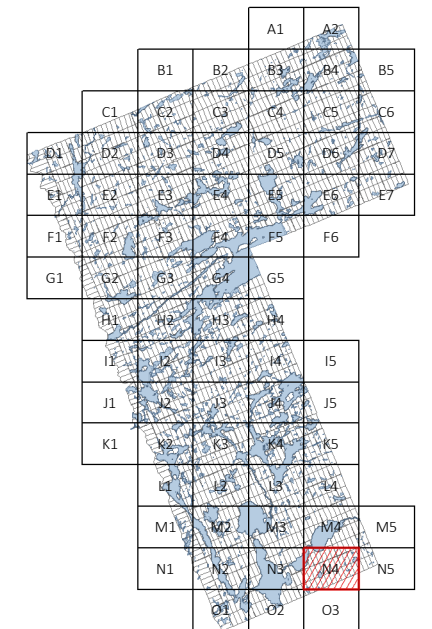 A1 A2
B1 B2 B3 B4 B5
C1 C2 C3 C4 C5 C6
D1 D2 D3 D4 D5 D6 D7
E1 E2 E3 E4 E5 E6 E7
F1 F2 F3 F4 F5 F6
G1 G2 G3 G4 G5
H1 H2 H3 H4
I1 I2 I3 I4 I5
J1 J2 J3 J4 J5
K1 K2 K3 K4 K5
L1 L2 L3 L4
M1 M2 M3 M4 M5
N1 N2 N3 N4 N5
O1 O2 O3